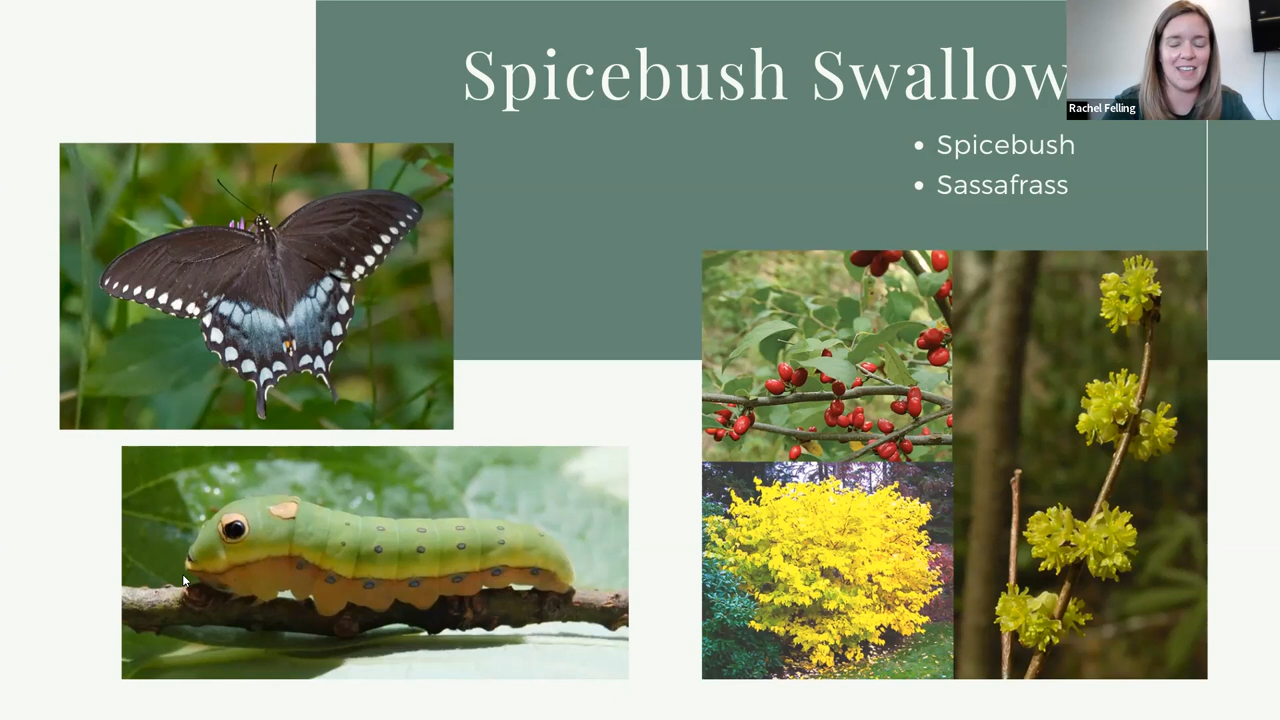 Spicebush Swallow
Rachel Felling
• Spicebush
• Sassafrass